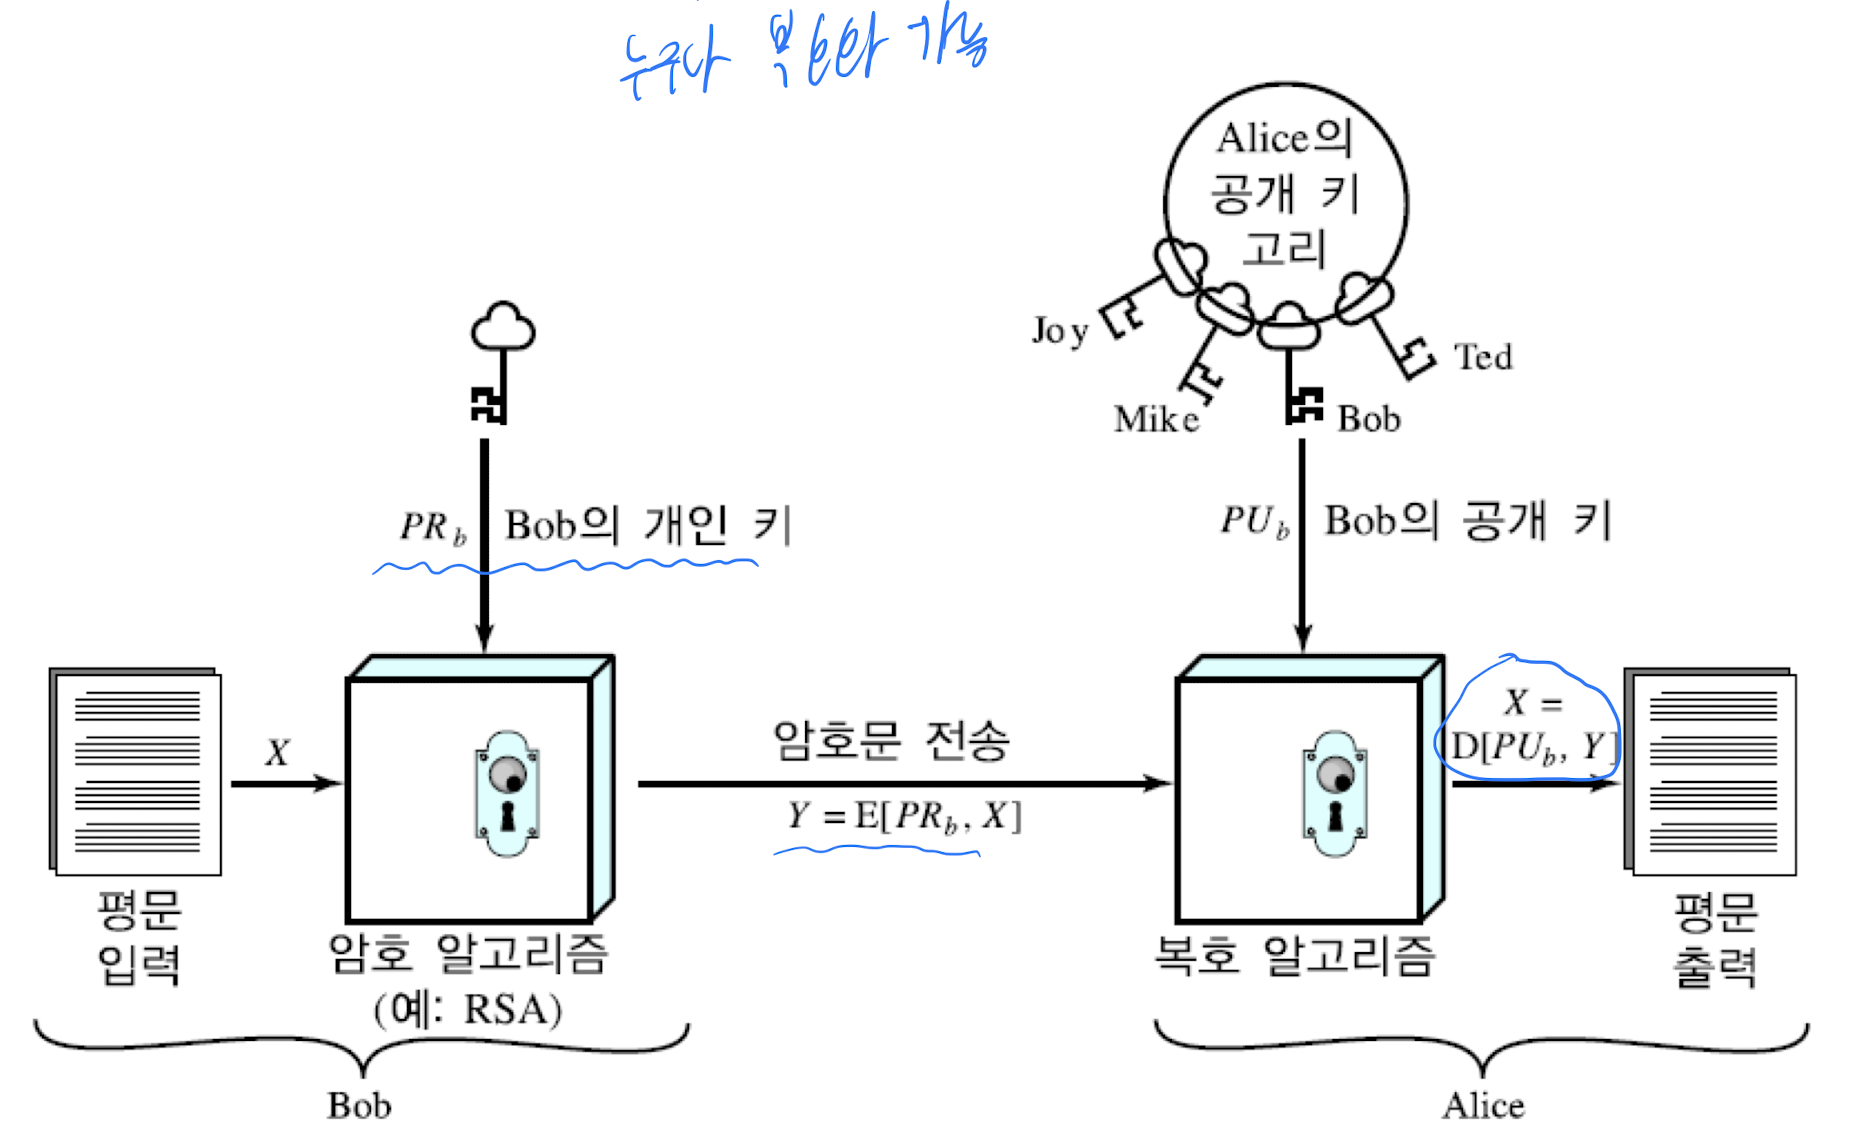 누구나 복호화 가능
Alice의
공개 키
고리
Joy
Mike
Bob
Ted
PR_b Bob의 개인 키
PU_b Bob의 공개 키
X
암호문 전송
Y = E[PR_b, X]
X =
D[PU_b, Y]
평문
입력
암호 알고리즘
(예: RSA)
복호 알고리즘
평문
출력
Bob
Alice